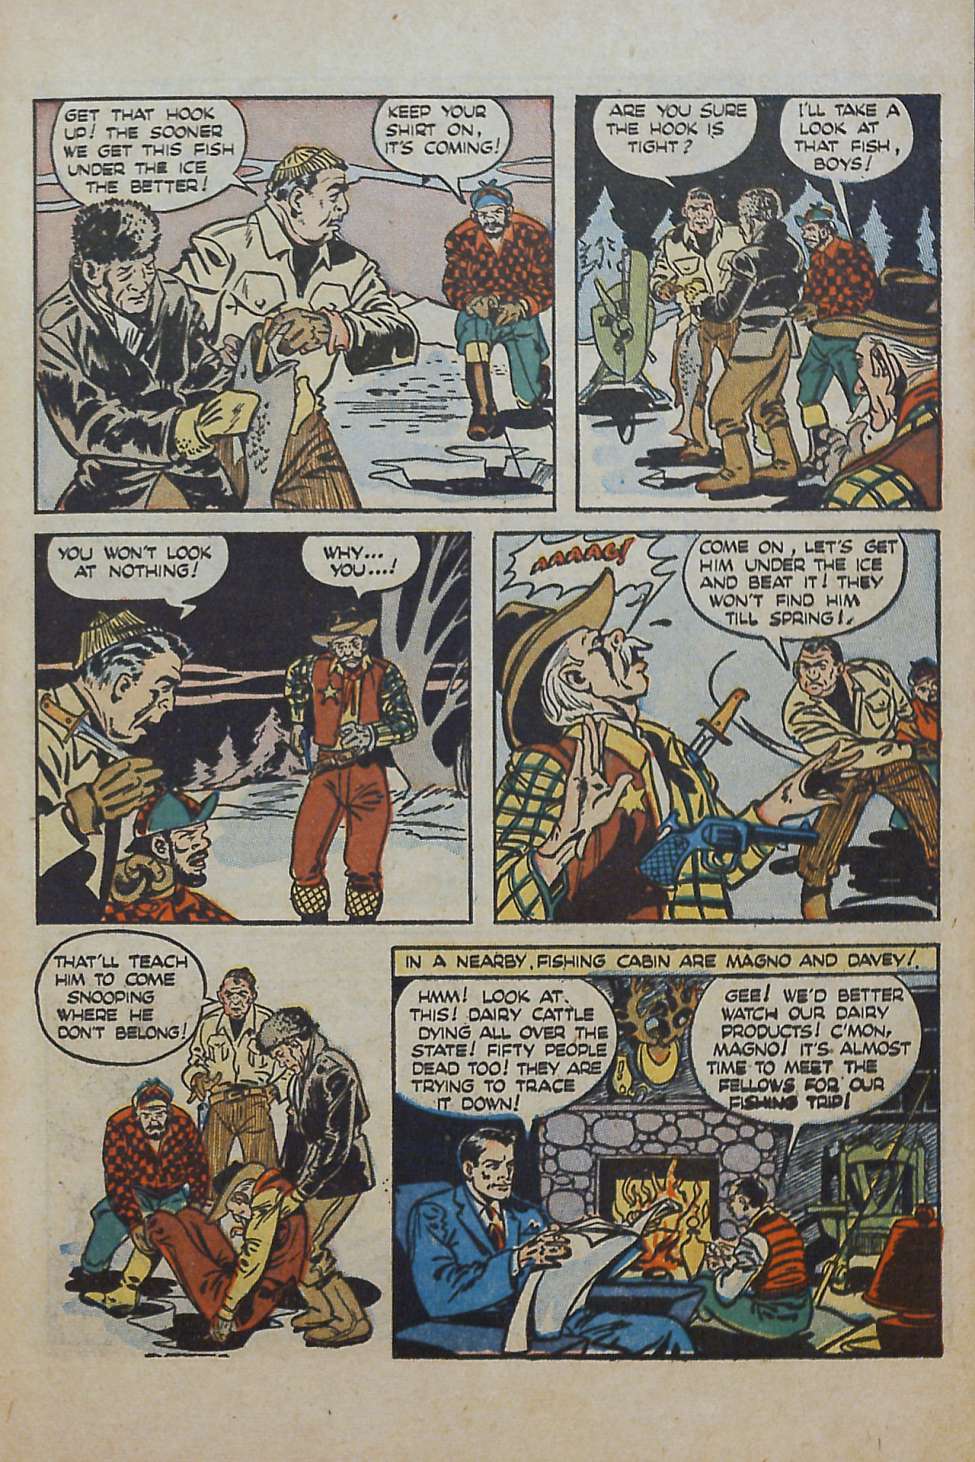 GET THAT HOOK
UP! THE SOONER
WE GET THIS FISH
UNDER THE ICE
THE BETTER!
KEEP YOUR
SHIRT ON,
IT'S COMING!
ARE YOU SURE
THE HOOK IS
TIGHT?
I'LL TAKE A
LOOK AT
THAT FISH,
BOYS!
YOU WON'T LOOK
AT NOTHING!
WHY...
YOU...!
AAAAG!
COME ON, LET'S GET
HIM UNDER THE ICE
AND BEAT IT! THEY
WON'T FIND HIM
TILL SPRING!
THAT'LL TEACH
HIM TO COME
SNOOPING
WHERE HE
DON'T BELONG!
IN A NEARBY FISHING CABIN ARE MAGNO AND DAVEY!
HMM! LOOK AT
THIS! DAIRY CATTLE
DYING ALL OVER THE
STATE! FIFTY PEOPLE
DEAD TOO! THEY ARE
TRYING TO TRACE
IT DOWN!
GEE! WE'D BETTER
WATCH OUR DAIRY
PRODUCTS! C'MON,
MAGNO! IT'S ALMOST
TIME TO MEET THE
FELLOWS FOR OUR
FISHING TRIP!